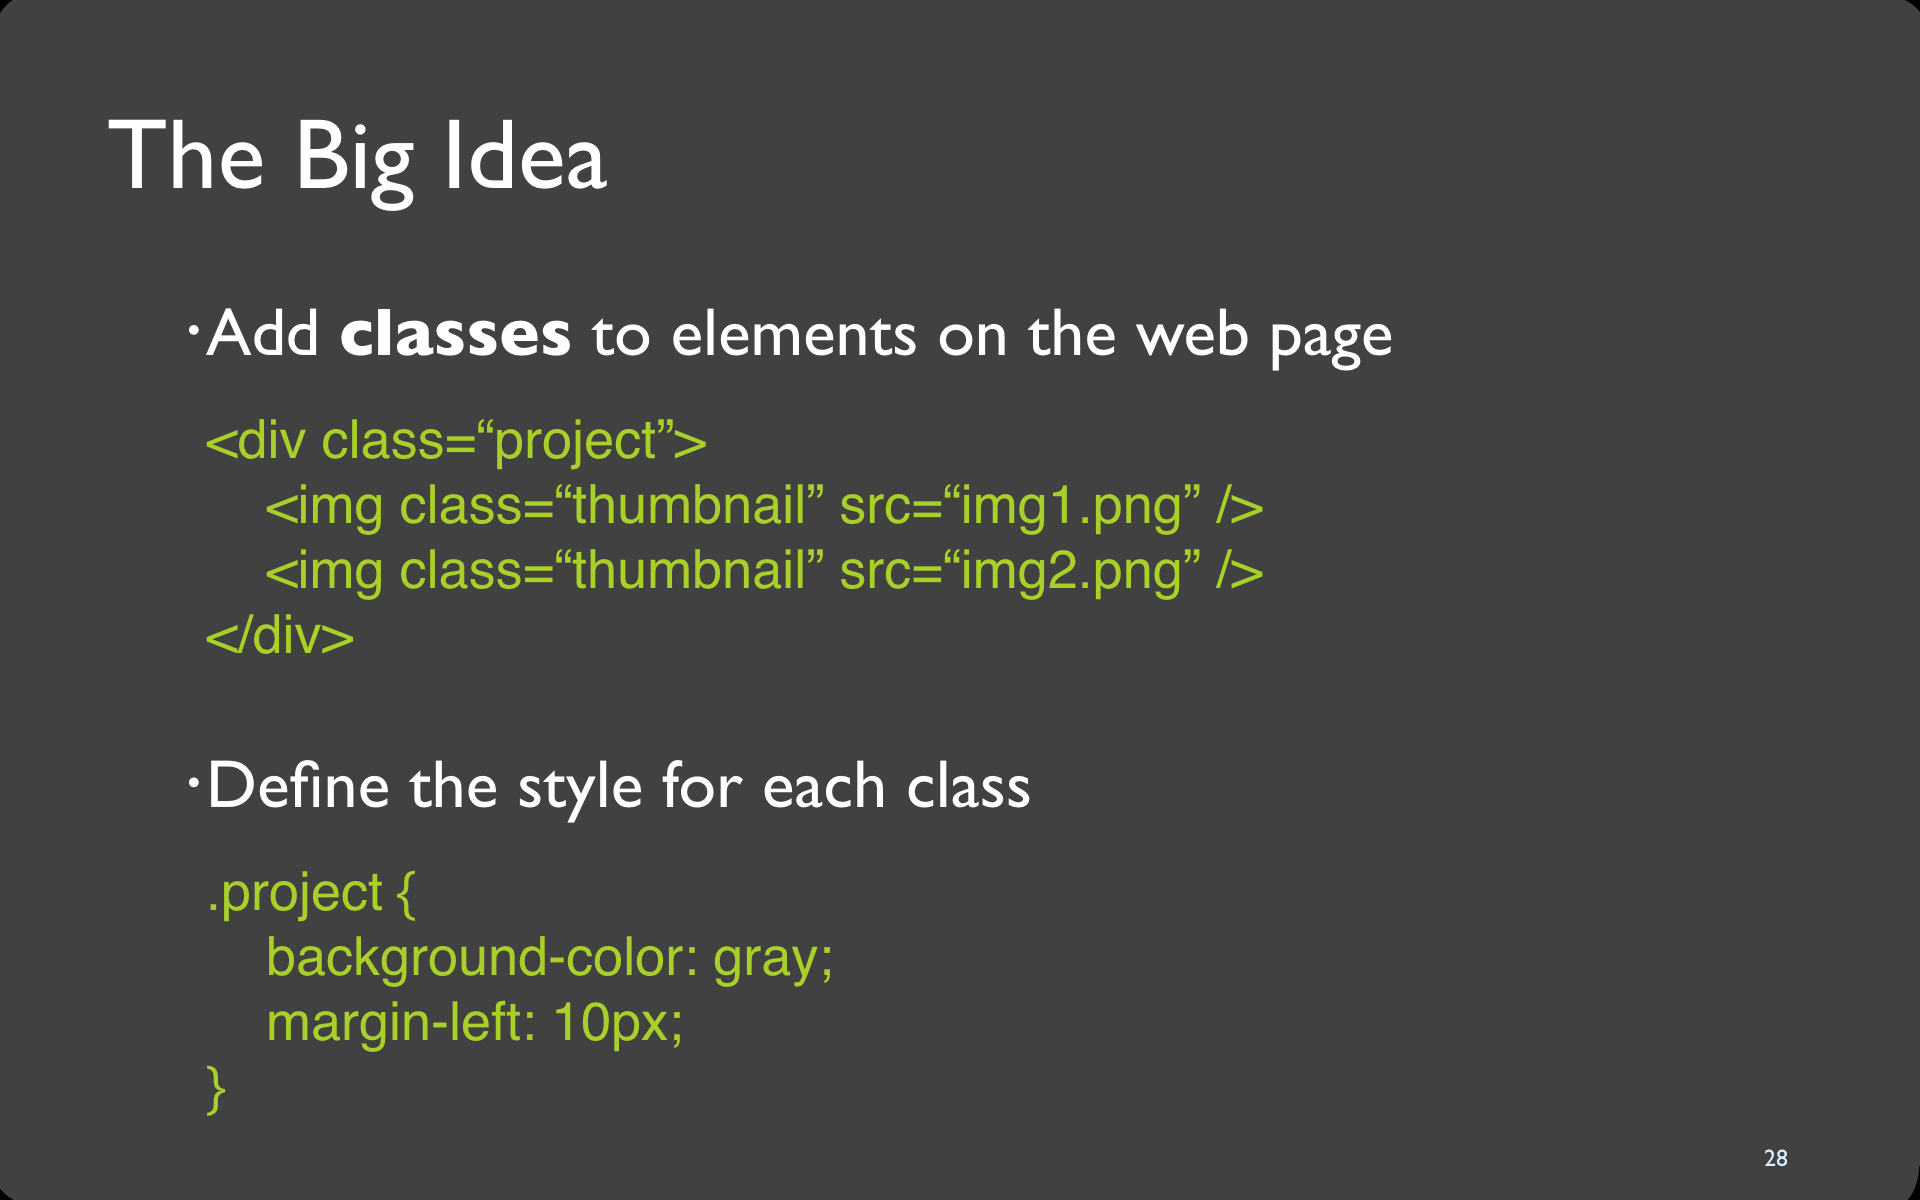 The Big Idea
·Add classes to elements on the web page
<div class=“project”>
    <img class=“thumbnail” src=“img1.png” />
    <img class=“thumbnail” src=“img2.png” />
</div>
·Define the style for each class
.project {
    background-color: gray;
    margin-left: 10px;
}
28